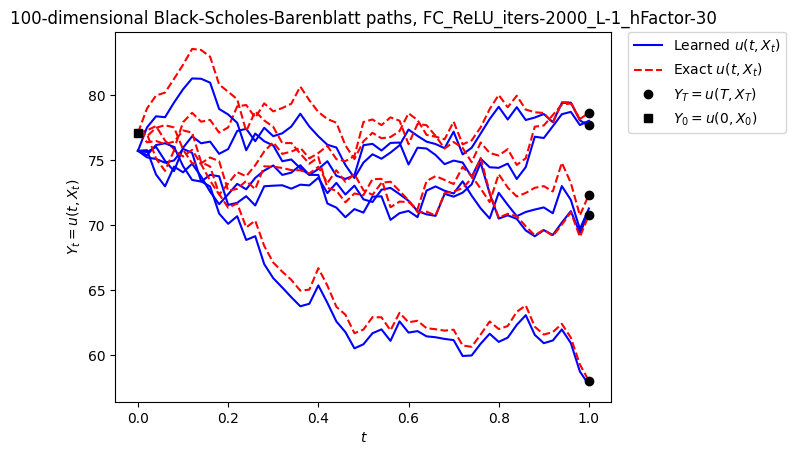 100-dimensional Black-Scholes-Barenblatt paths, FC_ReLU_iters-2000_L-1_hFactor-30
Learned u(t, X_t)
Exact u(t, X_t)
Y_T = u(T, X_T)
Y_0 = u(0, X_0)
Y_t = u(t, X_t)
80
75
70
65
60
0.0 0.2 0.4 0.6 0.8 1.0
t